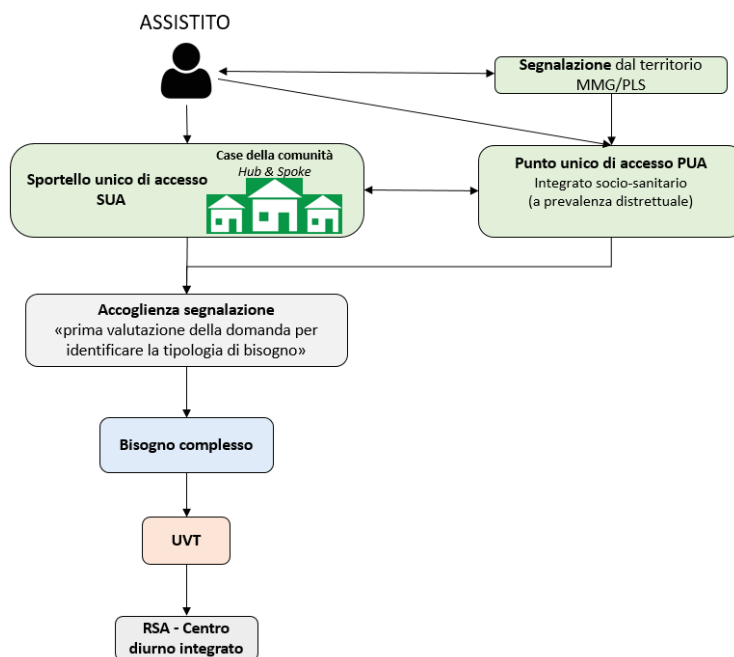 ASSISTITO
Segnalazione dal territorio
MMG/PLS
Sportello unico di accesso
SUA
Case della comunità
Hub & Spoke
Punto unico di accesso PUA
Integrato socio-sanitario
(a prevalenza distrettuale)
Accoglienza segnalazione
«prima valutazione della domanda per
identificare la tipologia di bisogno»
Bisogno complesso
UVT
RSA - Centro
diurno integrato